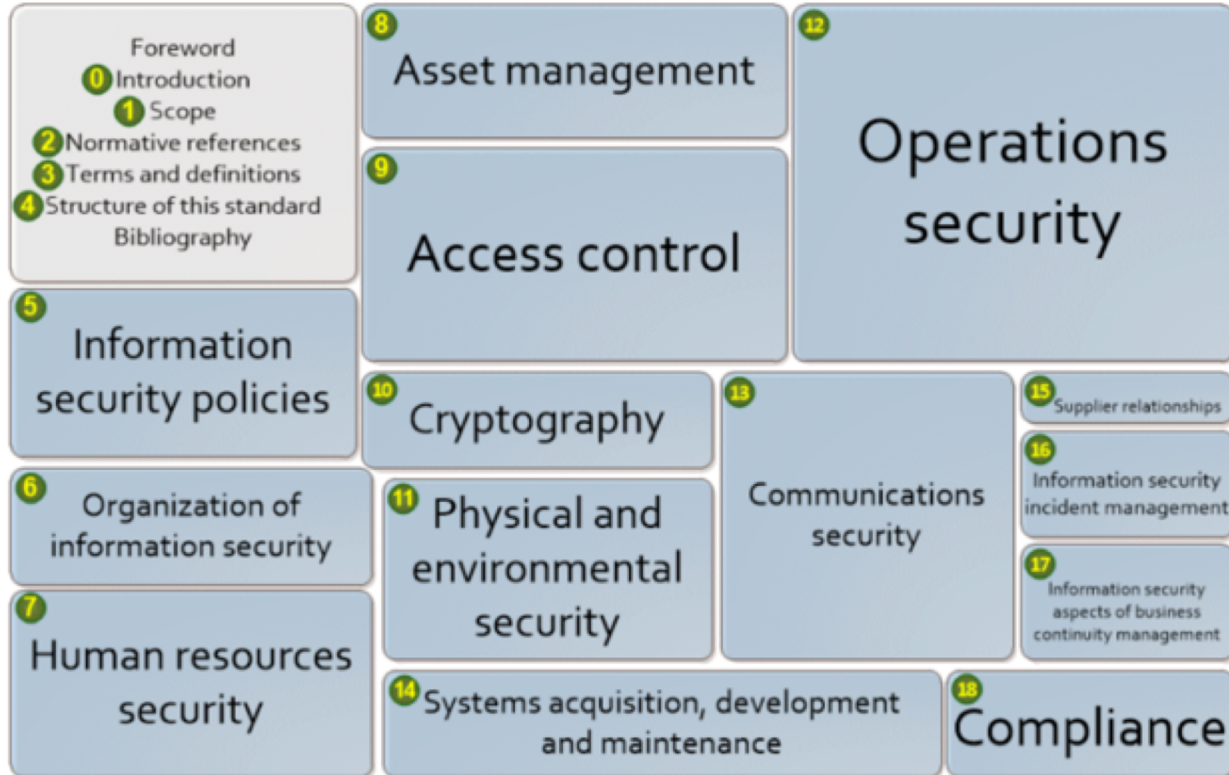 Foreword
0 Introduction
1 Scope
2 Normative references
3 Terms and definitions
4 Structure of this standard
Bibliography
5
Information
security policies
6
Organization of
information security
7
Human resources
security
8
Asset management
9
Access control
10
Cryptography
11
Physical and
environmental
security
12
Operations
security
13
Communications
security
14 Systems acquisition, development
and maintenance
15 Supplier relationships
16
Information security
incident management
17
Information security
aspects of business
continuity management
18
Compliance